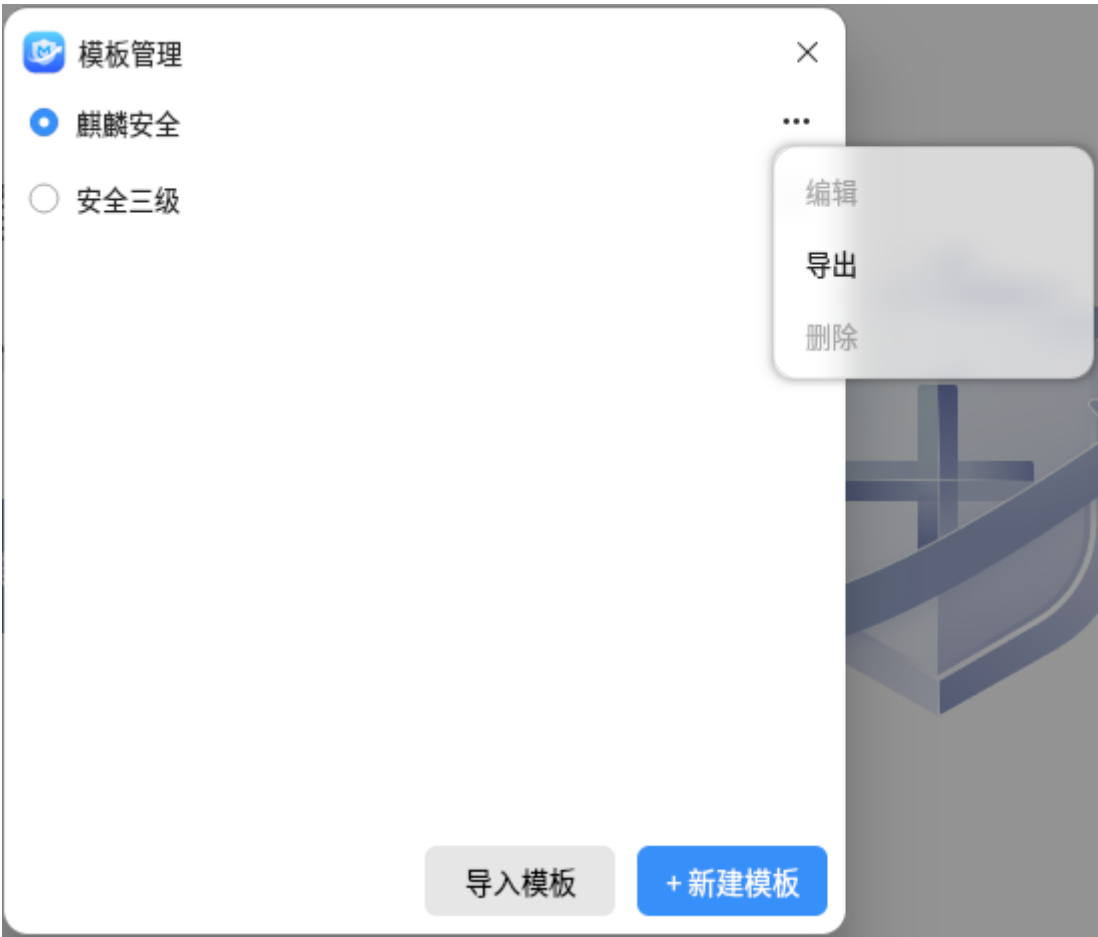 模板管理
麒麟安全
安全三级
编辑
导出
删除
导入模板
+ 新建模板